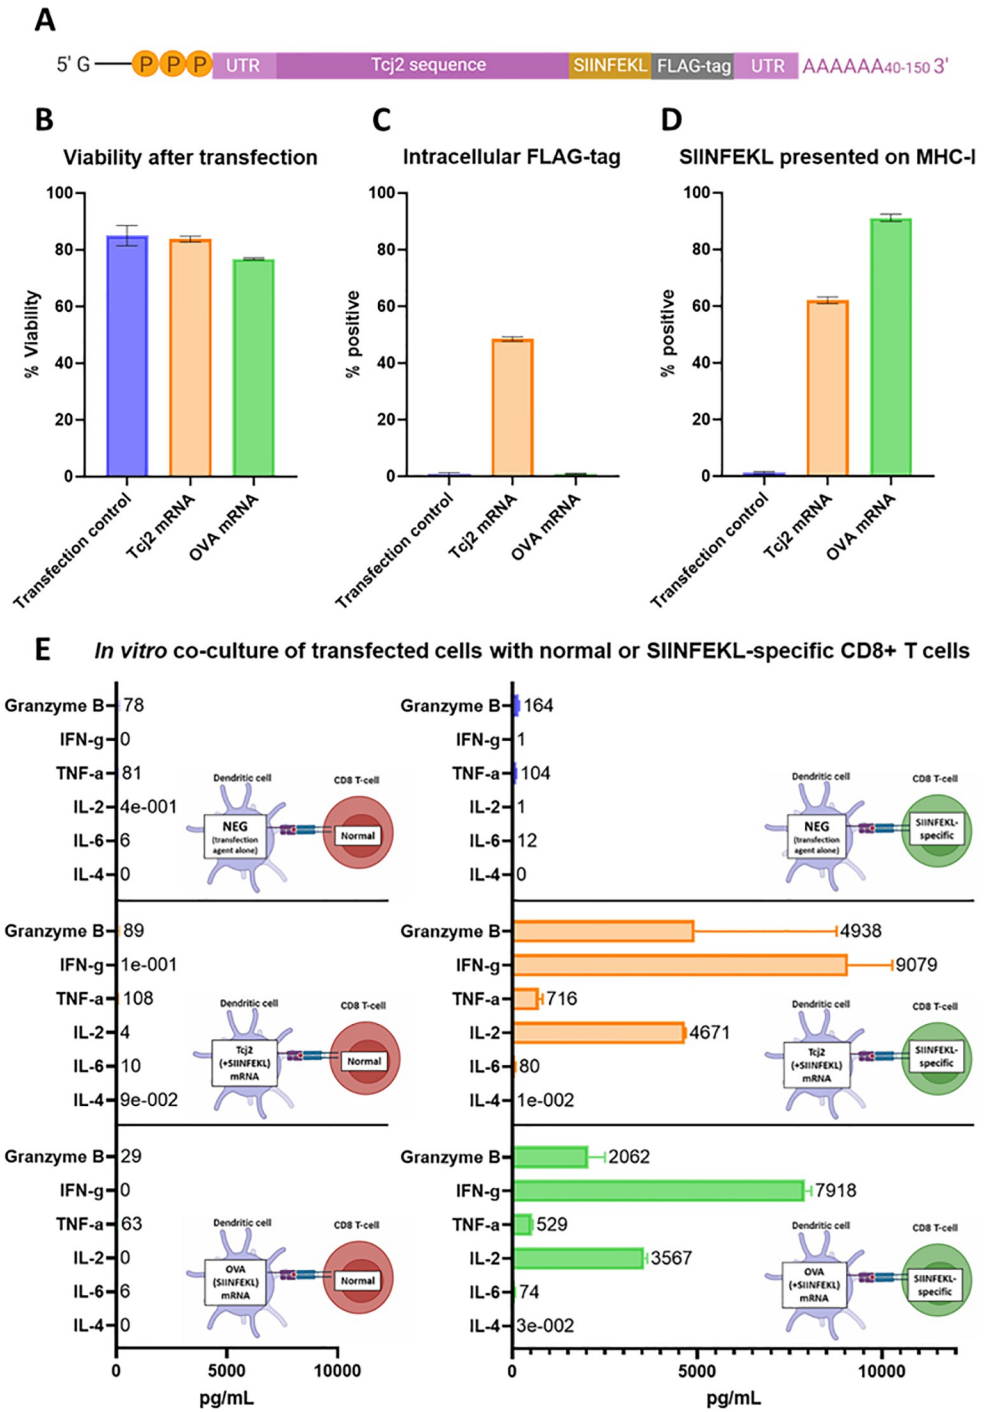 A
5' G P P P UTR Tcj2 sequence SIINFEKL FLAG-tag UTR AAAAAA40-150 3'
B
C
D
Viability after transfection
Intracellular FLAG-tag
SIINFEKL presented on MHC-I
% Viability
100
80
60
40
20
0
Transfection control
Tcj2 mRNA
OVA mRNA
% positive
100
80
60
40
20
0
Transfection control
Tcj2 mRNA
OVA mRNA
% positive
100
80
60
40
20
0
Transfection control
Tcj2 mRNA
OVA mRNA
E
In vitro co-culture of transfected cells with normal or SIINFEKL-specific CD8+ T cells
Granzyme B 78
IFN-g 0
TNF-a 81
IL-2 4e-001
IL-6 6
IL-4 0
Dendritic cell
CD8 T-cell
NEG
(transfection
agent alone)
Normal
Granzyme B 164
IFN-g 1
TNF-a 104
IL-2 1
IL-6 12
IL-4 0
Dendritic cell
CD8 T-cell
NEG
(transfection
agent alone)
SIINFEKL-
specific
Granzyme B 89
IFN-g 1e-001
TNF-a 108
IL-2 4
IL-6 10
IL-4 9e-002
Dendritic cell
CD8 T-cell
Tcj2
(+SIINFEKL)
mRNA
Normal
Granzyme B 4938
IFN-g 9079
TNF-a 716
IL-2 4671
IL-6 80
IL-4 1e-002
Dendritic cell
CD8 T-cell
Tcj2
(+SIINFEKL)
mRNA
SIINFEKL-
specific
Granzyme B 29
IFN-g 0
TNF-a 63
IL-2 0
IL-6 6
IL-4 0
Dendritic cell
CD8 T-cell
OVA
(SIINFEKL)
mRNA
Normal
0 5000 10000
pg/mL
Granzyme B 2062
IFN-g 7918
TNF-a 529
IL-2 3567
IL-6 74
IL-4 3e-002
Dendritic cell
CD8 T-cell
OVA
(+SIINFEKL)
mRNA
SIINFEKL-
specific
0 5000 10000
pg/mL